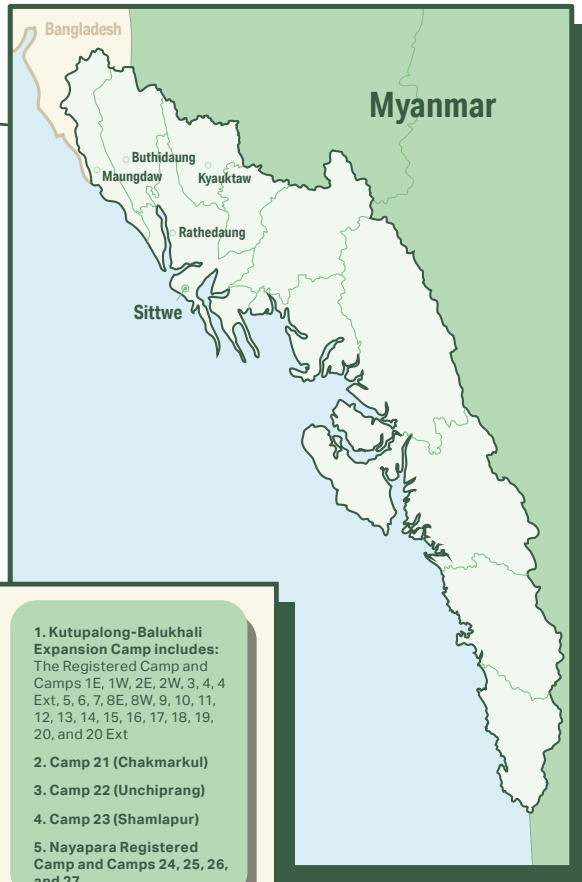 Bangladesh
Myanmar
Buthidaung
Maungdaw
Kyauktaw
Rathedaung
Sittwe
1. Kutupalong-Balukhali
Expansion Camp includes:
The Registered Camp and
Camps 1E, 1W, 2E, 2W, 3, 4, 4
Ext, 5, 6, 7, 8E, 8W, 9, 10, 11,
12, 13, 14, 15, 16, 17, 18, 19,
20, and 20 Ext
2. Camp 21 (Chakmarkul)
3. Camp 22 (Unchiprang)
4. Camp 23 (Shamlapur)
5. Nayapara Registered
Camp and Camps 24, 25, 26,
and 27